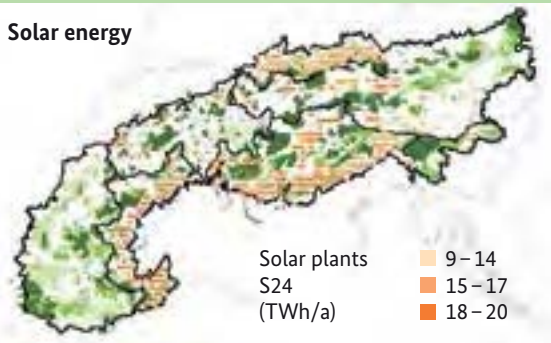 Solar energy
Solar plants 9–14
S24 15–17
(TWh/a) 18–20